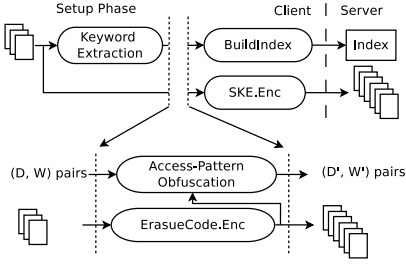 Setup Phase
Client
Server
Keyword
Extraction
BuildIndex
Index
SKE.Enc
(D, W) pairs
Access-Pattern
Obfuscation
(D', W') pairs
ErasueCode.Enc